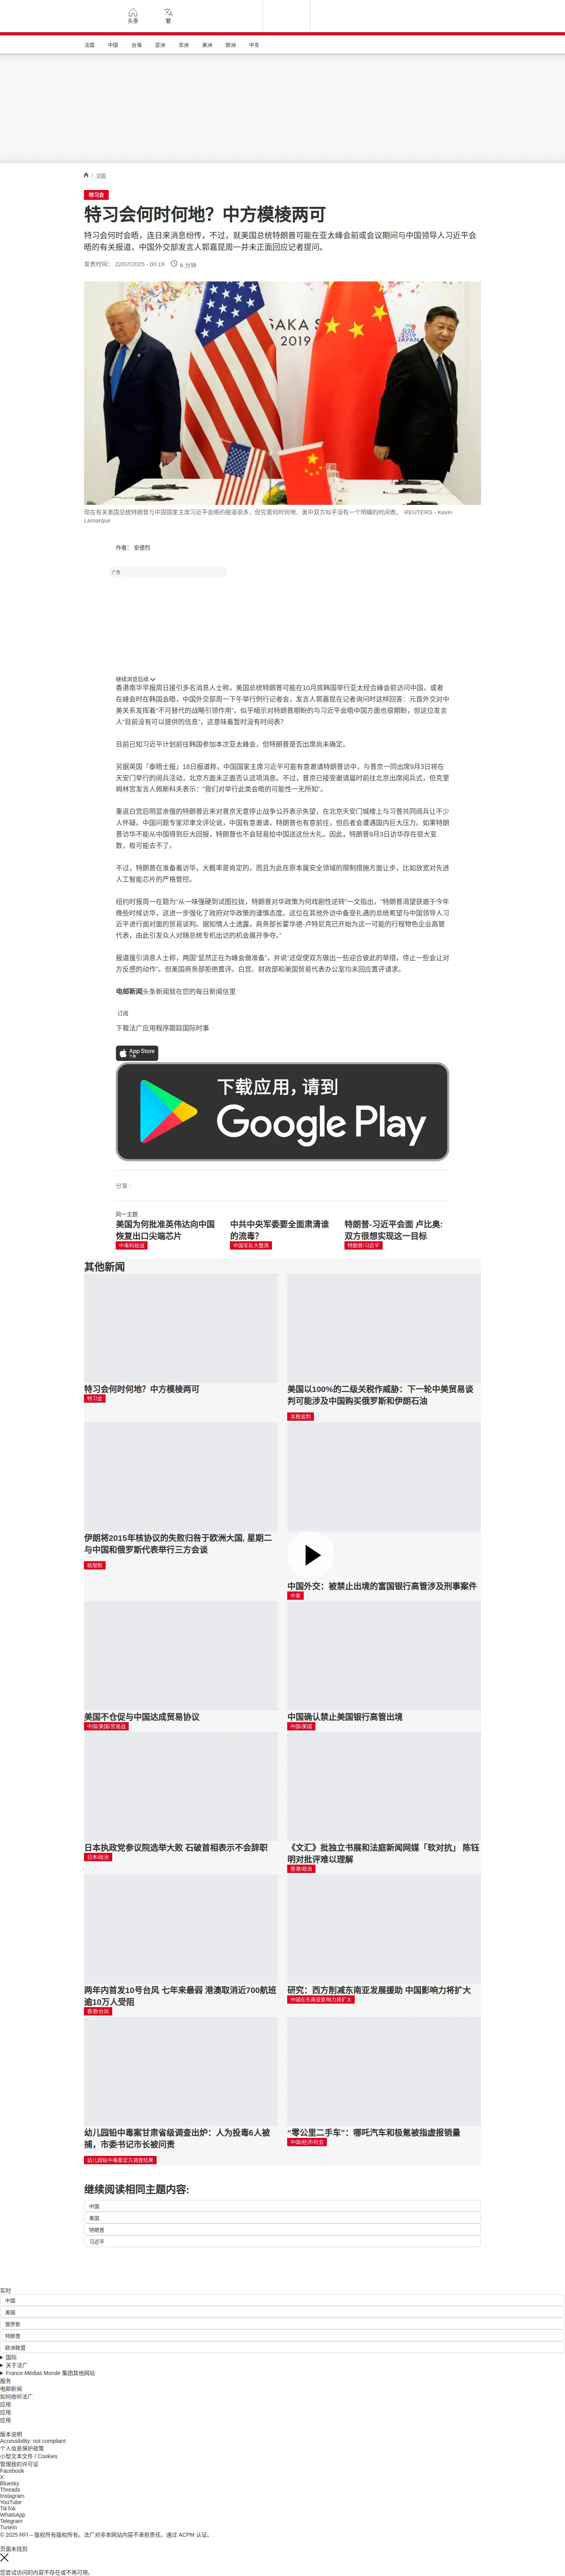 头条
繁
法国
中国
台海
亚洲
非洲
美洲
欧洲
中东
/ 中国
特习会
特习会何时何地？中方模棱两可
特习会何时会晤，连日来消息纷传，不过，就美国总统特朗普可能在亚太峰会前或会议期间与中国领导人习近平会
晤的有关报道，中国外交部发言人郭嘉昆周一并未正面回应记者提问。
发表时间： 22/07/2025 - 00:19
6 分钟
SAKA S
2019
G20
2019
JAPAN
现在有关美国总统特朗普与中国国家主席习近平会晤的报道很多，但究竟何时何地，美中双方似乎没有一个明确的时间表。 REUTERS - Kevin
Lamarque
作者： 安德烈
广告
继续浏览后续
香港南华早报周日援引多名消息人士称，美国总统特朗普可能在10月底韩国举行亚太经合峰会前访问中国，或者
在峰会时在韩国会晤，中国外交部周一下午举行例行记者会，发言人郭嘉昆在记者询问时这样回答：元首外交对中
美关系发挥着“不可替代的战略引领作用”，似乎暗示对特朗普期盼的与习近平会晤中国方面也很期盼，但这位发言
人“目前没有可以提供的信息”，这意味着暂时没有时间表?
目前已知习近平计划前往韩国参加本次亚太峰会，但特朗普是否出席尚未确定。
另据英国『泰晤士报』18日报道称，中国国家主席习近平可能有意邀请特朗普访中，与普京一同出席9月3日将在
天安门举行的阅兵活动，北京方面未正面否认这项消息。不过，普京已接受邀请届时前往北京出席阅兵式，但克里
姆林宫发言人佩斯科夫表示：“我们对举行此类会晤的可能性一无所知”。
重返白宫后明显亲俄的特朗普近来对普京无意停止战争公开表示失望，在北京天安门城楼上与习普共同阅兵让不少
人怀疑。中国问题专家邓聿文评论说，中国有意邀请，特朗普也有意前往，但后者会遭遇国内巨大压力。如果特朗
普访华不能从中国得到巨大回报，特朗普也不会轻易给中国送这份大礼。因此，特朗普9月3日访华存在很大变
数，极可能去不了。
不过，特朗普在准备着访华，大概率是肯定的，而且为此在原本属安全领域的限制措施方面让步，比如放宽对先进
人工智能芯片的严格管控。
纽约时报周一在题为“从一味强硬到试图拉拢，特朗普对华政策为何戏剧性逆转”一文指出，“特朗普渴望获邀于今年
晚些时候访华，这进一步强化了政府对华政策的谨慎态度。这位在其他外访中备受礼遇的总统希望与中国领导人习
近平进行面对面的贸易谈判。据知情人士透露，商务部长霍华德·卢特尼克已开始为这一可能的行程物色企业高管
代表，由此引发众人对随总统专机出访的机会展开争夺。”
报道援引消息人士称，两国“显然正在为峰会做准备”，并说“这促使双方做出一些迎合彼此的举措，停止一些会让对
方反感的动作”。但美国商务部拒绝置评。白宫、财政部和美国贸易代表办公室均未回应置评请求。
电邮新闻头条新闻就在您的每日新闻信里
订阅
下载法广应用程序跟踪国际时事
App Store
下载
下载应用，请到
Google Play
分享 :
同一主题
美国为何批准英伟达向中国
恢复出口尖端芯片
中美科技战
中共中央军委要全面肃清谁
的流毒？
中国军队大整肃
特朗普-习近平会面 卢比奥:
双方很想实现这一目标
特朗普/习近平
其他新闻
特习会何时何地？中方模棱两可
特习会
美国以100%的二级关税作威胁：下一轮中美贸易谈
判可能涉及中国购买俄罗斯和伊朗石油
关税谈判
伊朗将2015年核协议的失败归咎于欧洲大国, 星期二
与中国和俄罗斯代表举行三方会谈
核限制
中国外交：被禁止出境的富国银行高管涉及刑事案件
中美
美国不仓促与中国达成贸易协议
中国/美国/贸易战
中国确认禁止美国银行高管出境
中国/美国
日本执政党参议院选举大败 石破首相表示不会辞职
日本/政治
《文汇》批独立书展和法庭新闻网媒「软对抗」 陈钰
明对批评难以理解
香港/政治
两年内首发10号台风 七年来最弱 港澳取消近700航班
逾10万人受阻
香港/台风
研究：西方削减东南亚发展援助 中国影响力将扩大
中国在东南亚影响力将扩大
幼儿园铅中毒案甘肃省级调查出炉：人为投毒6人被
捕，市委书记市长被问责
幼儿园铅中毒案官方调查结果
“零公里二手车”：哪吒汽车和极氪被指虚报销量
中国/经济/社会
继续阅读相同主题内容:
中国
美国
特朗普
习近平
实时
中国
美国
俄罗斯
特朗普
欧洲联盟
国际
关于法广
France Médias Monde 集团其他网站
服务
电邮新闻
如何收听法广
应用
应用
应用
版本说明
Accessibility: not compliant
个人信息保护政策
小型文本文件 / Cookies
管理我的许可证
Facebook
X
Bluesky
Threads
Instagram
YouTube
TikTok
WhatsApp
Telegram
TuneIn
© 2025 RFI – 版权所有版权所有。法广对非本网站内容不承担责任。通过 ACPM 认证。
页面未找到
您尝试访问的内容不存在或不再可用。